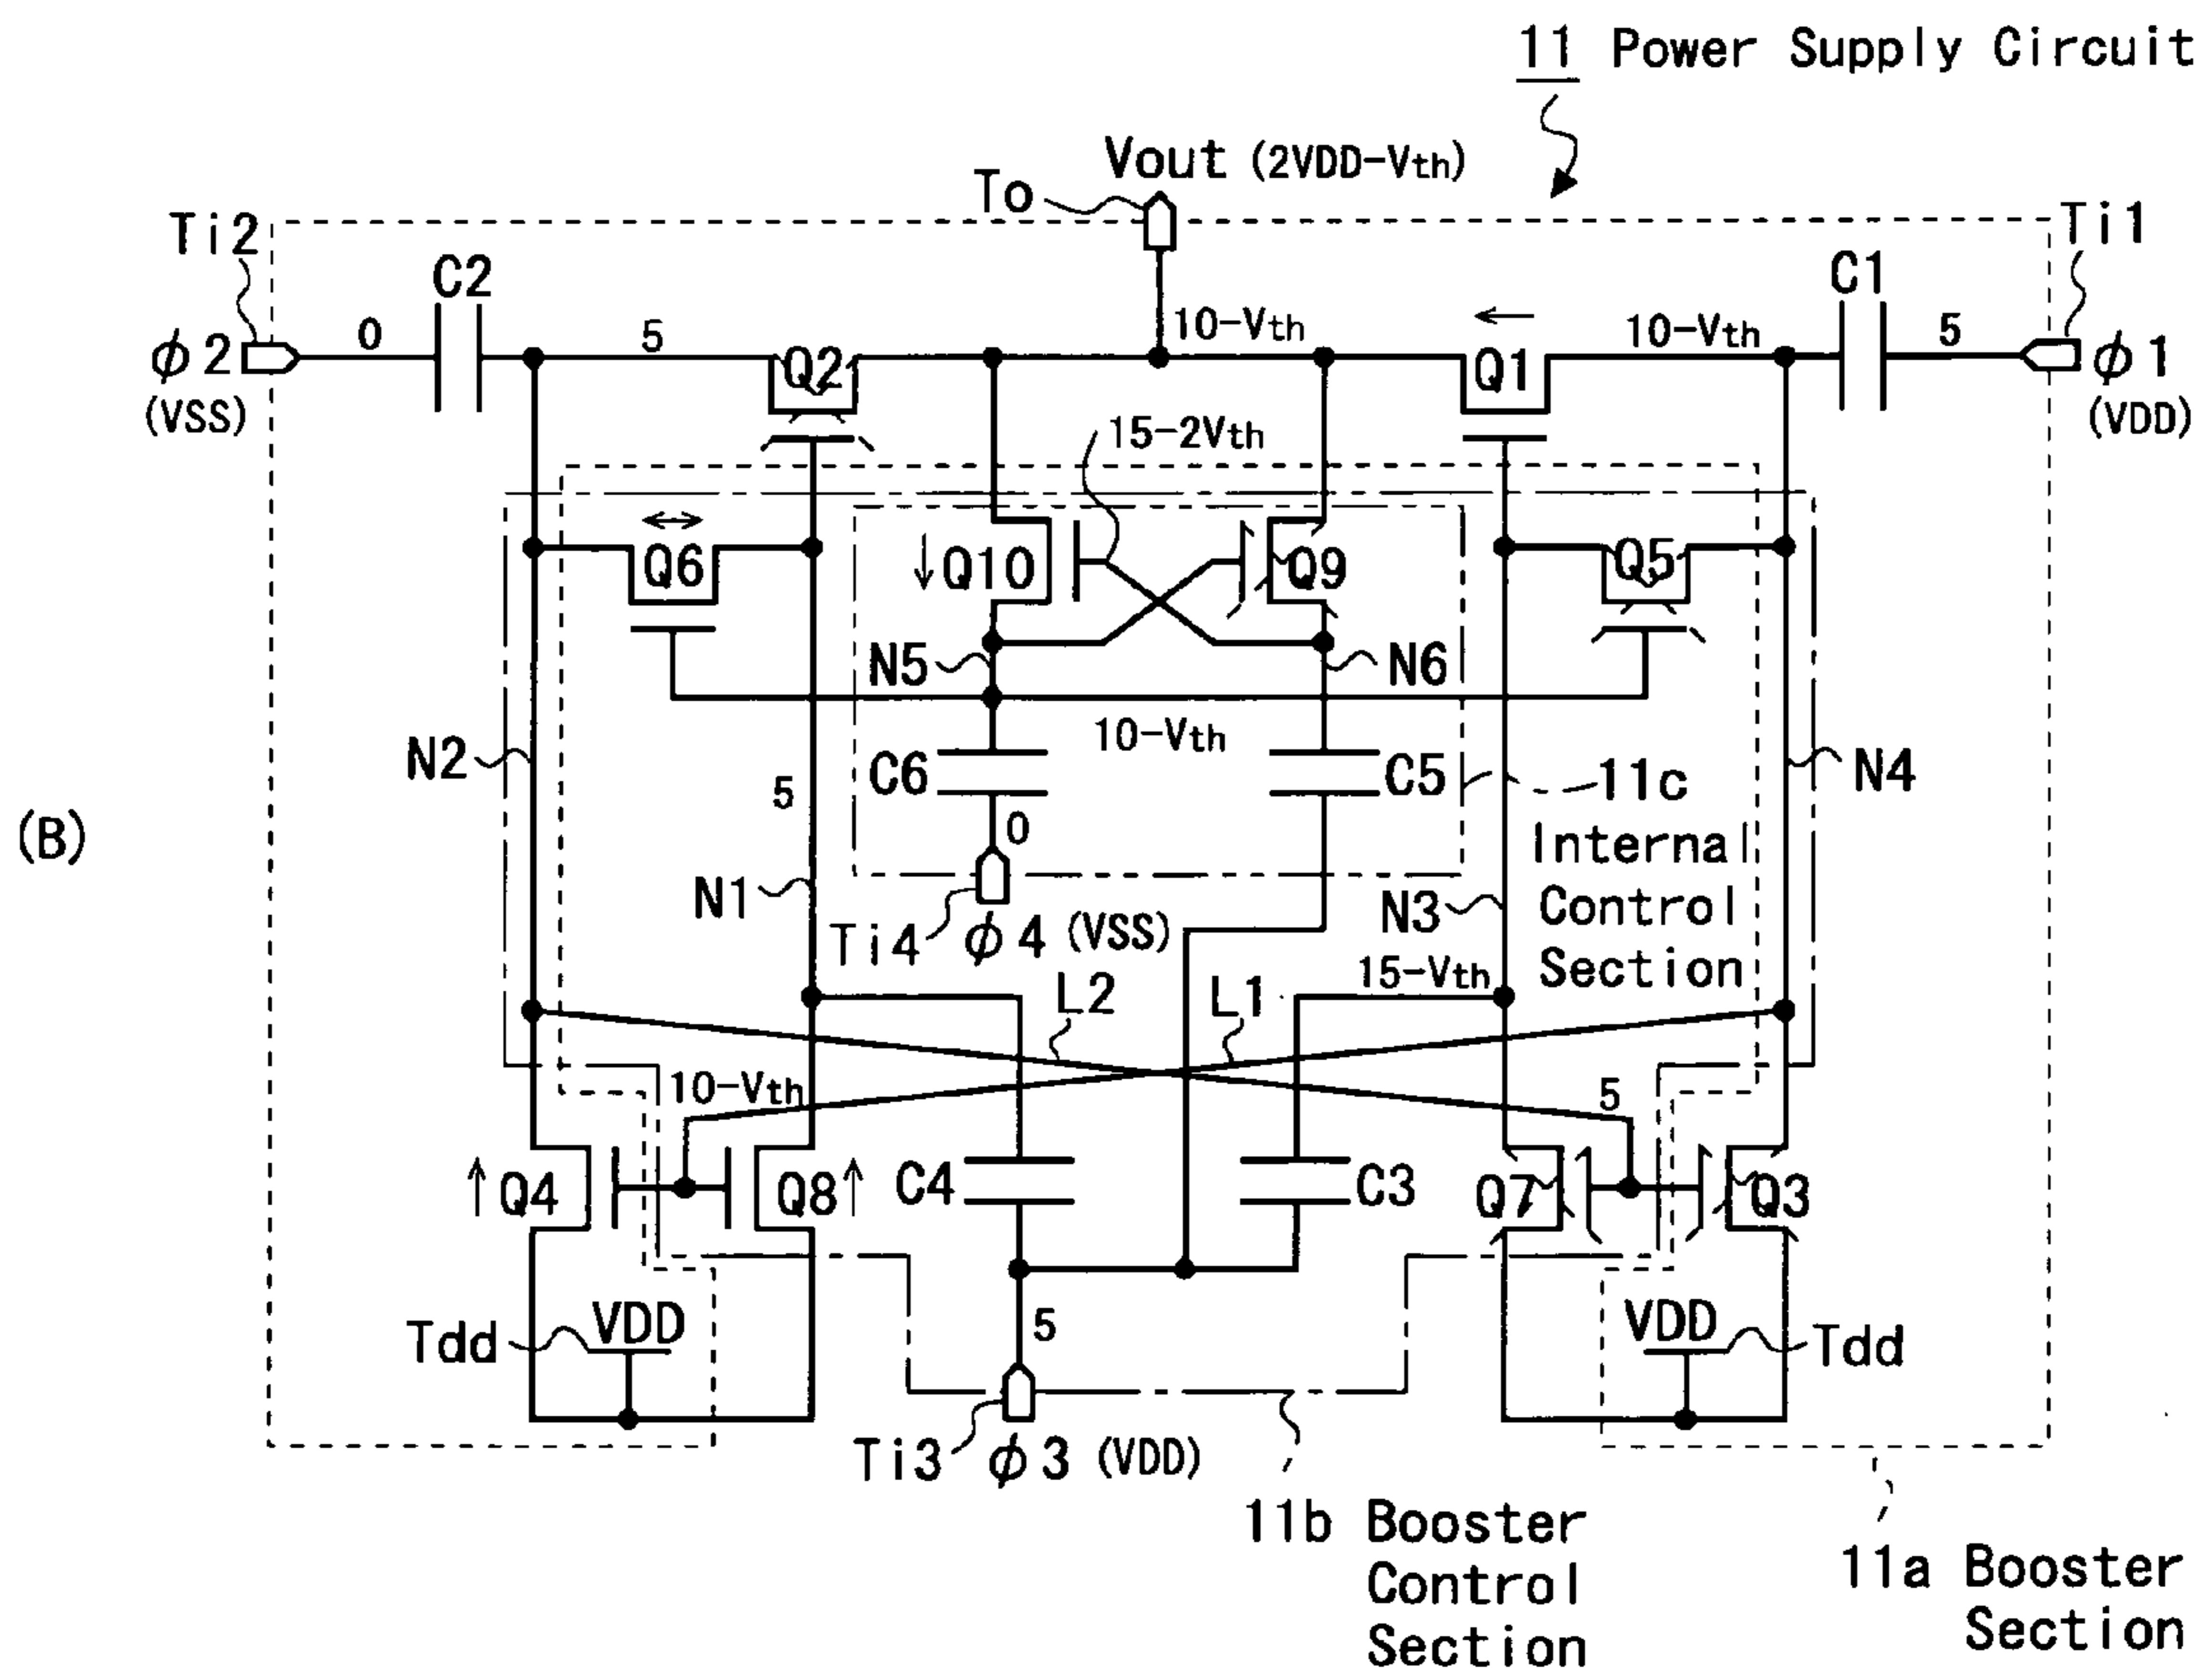 11 Power Supply Circuit
Vout (2VDD-Vth)
To
Ti2
C2
C1
Ti1
φ2
(VSS)
0
5
Q2
10-Vth
←
Q1
10-Vth
5
φ1
(VDD)
15-2Vth
↔
Q6
↓Q10
Q9
Q5
N5
N6
10-Vth
N2
C6
C5
11c
N4
5
(B)
0
Internal
Control
Section
N1
N3
Ti4
φ4 (VSS)
15-Vth
L2
L1
10-Vth
5
↑Q4
Q8↑
C4
C3
Q7
Q3
Tdd
VDD
5
VDD
Tdd
Ti3
φ3 (VDD)
11b Booster
Control
Section
11a Booster
Section